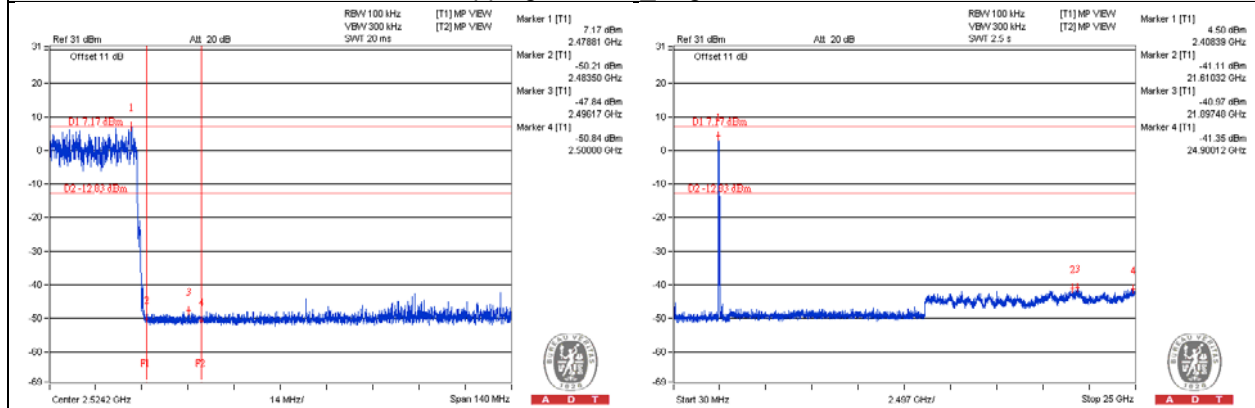 RBW 100 kHz [T1] MP VIEW
VBW 300 kHz [T2] MP VIEW
Ref 31 dBm Att 20 dB SWT 20 ms
Marker 1 [T1]
7.17 dBm
2.47881 GHz
Marker 2 [T1]
-50.21 dBm
2.48350 GHz
Marker 3 [T1]
-47.84 dBm
2.49617 GHz
Marker 4 [T1]
-50.84 dBm
2.50000 GHz
31
Offset 11 dB
20
10
D1 7.17 dBm
1
0
-10
D2 -12.83 dBm
-20
-30
-40
2
3
4
-50
-60
F1
F2
-69
Center 2.5242 GHz 14 MHz/ Span 140 MHz
BUREAU VERITAS
1828
A D T
RBW 100 kHz [T1] MP VIEW
VBW 300 kHz [T2] MP VIEW
Ref 31 dBm Att 20 dB SWT 2.5 s
Marker 1 [T1]
4.50 dBm
2.40839 GHz
Marker 2 [T1]
-41.11 dBm
21.61032 GHz
Marker 3 [T1]
-40.97 dBm
21.89748 GHz
Marker 4 [T1]
-41.35 dBm
24.90012 GHz
31
Offset 11 dB
20
10
D1 7.17 dBm
0
-10
D2 -12.83 dBm
-20
-30
23
4
-40
-50
-60
-69
Start 30 MHz 2.497 GHz/ Stop 25 GHz
BUREAU VERITAS
1828
A D T